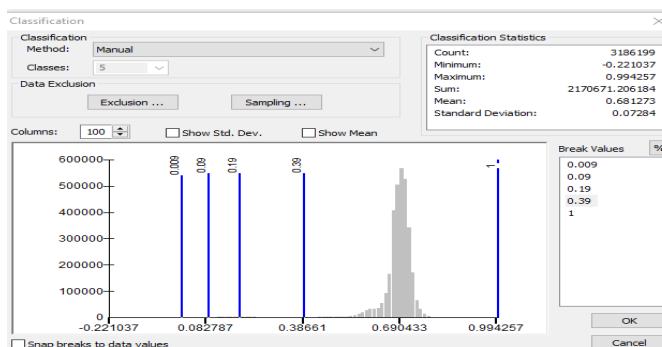 Classification
Classification
Method: Manual
Classes: 5
Data Exclusion
Exclusion ... Sampling ...
Classification Statistics
Count: 3186199
Minimum: -0.221037
Maximum: 0.994257
Sum: 2170671.206184
Mean: 0.681273
Standard Deviation: 0.07284
Columns: 100 Show Std. Dev. Show Mean
Break Values %
0.009
0.09
0.19
0.39
1
600000
500000
400000
300000
200000
100000
0
0.009 0.09 0.19 0.39 1
-0.221037 0.082787 0.38661 0.690433 0.994257
Snap breaks to data values
OK
Cancel